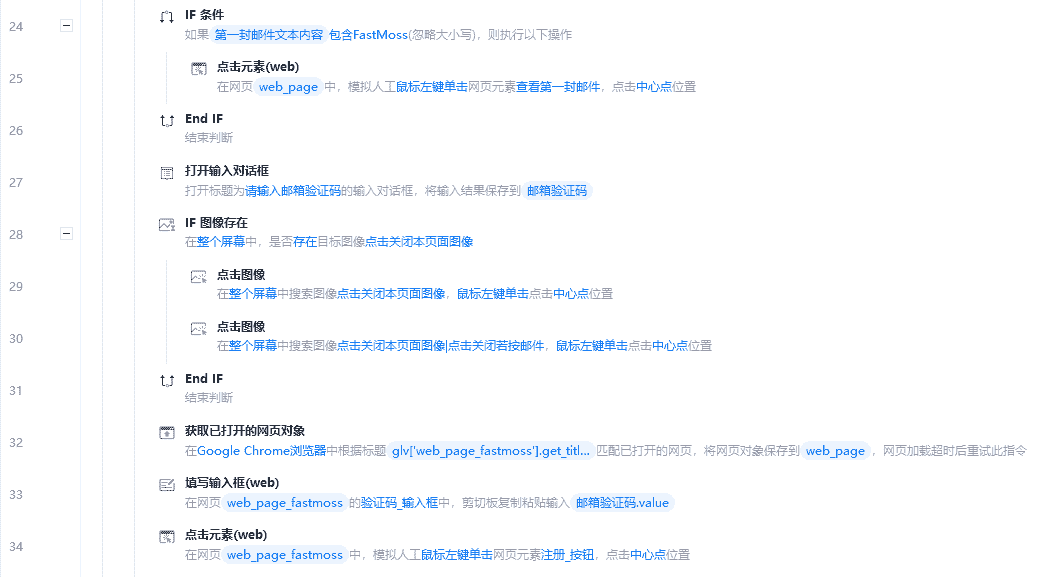 24
IF 条件
如果 第一封邮件文本内容 包含FastMoss(忽略大小写)，则执行以下操作
25
点击元素(web)
在网页 web_page 中，模拟人工鼠标左键单击网页元素查看第一封邮件，点击中心点位置
26
End IF
结束判断
27
打开输入对话框
打开标题为请输入邮箱验证码的输入对话框，将输入结果保存到 邮箱验证码
28
IF 图像存在
在整个屏幕中，是否存在目标图像点击关闭本页面图像
29
点击图像
在整个屏幕中搜索图像点击关闭本页面图像，鼠标左键单击点击中心点位置
30
点击图像
在整个屏幕中搜索图像点击关闭本页面图像|点击关闭若按邮件，鼠标左键单击点击中心点位置
31
End IF
结束判断
32
获取已打开的网页对象
在Google Chrome浏览器中根据标题 glv['web_page_fastmoss'].get_titl... 匹配已打开的网页，将网页对象保存到 web_page ，网页加载超时后重试此指令
33
填写输入框(web)
在网页 web_page_fastmoss 的验证码_输入框中，剪切板复制粘贴输入 邮箱验证码.value
34
点击元素(web)
在网页 web_page_fastmoss 中，模拟人工鼠标左键单击网页元素注册_按钮，点击中心点位置